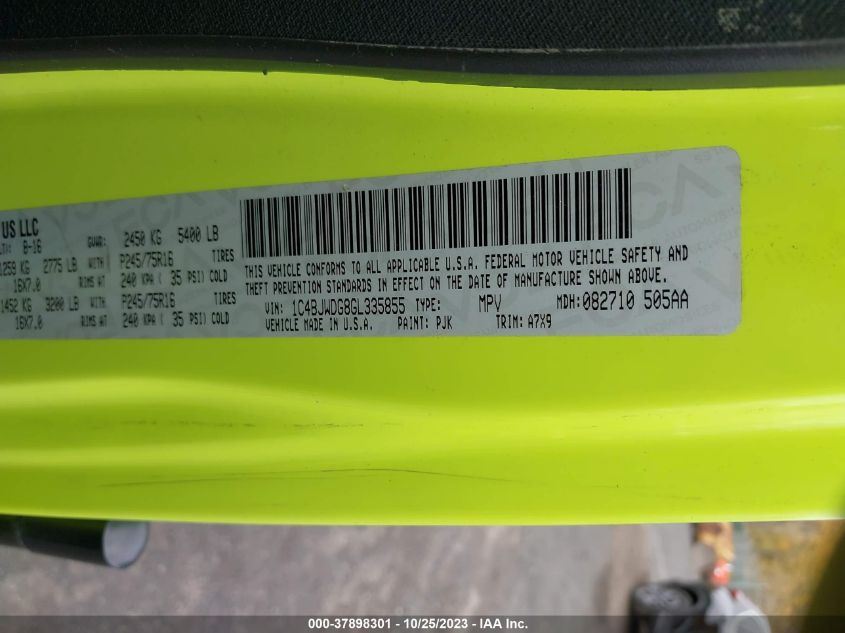 US LLC
8-16 GVWR: 2450 KG 5400 LB
1259 KG 2775 LB WITH P245/75R16 TIRES
16X7.0 RIMS AT 240 KPA ( 35 PSI) COLD
1452 KG 3200 LB WITH P245/75R16 TIRES
16X7.0 RIMS AT 240 KPA ( 35 PSI) COLD
THIS VEHICLE CONFORMS TO ALL APPLICABLE U.S.A. FEDERAL MOTOR VEHICLE SAFETY AND
THEFT PREVENTION STANDARDS IN EFFECT ON THE DATE OF MANUFACTURE SHOWN ABOVE.
VIN: 1C4BJWDG8GL335855 TYPE: MPV MDH: 082710 505AA
VEHICLE MADE IN U.S.A. PAINT: PJK TRIM: A7X9
000-37898301 - 10/25/2023 - IAA Inc.